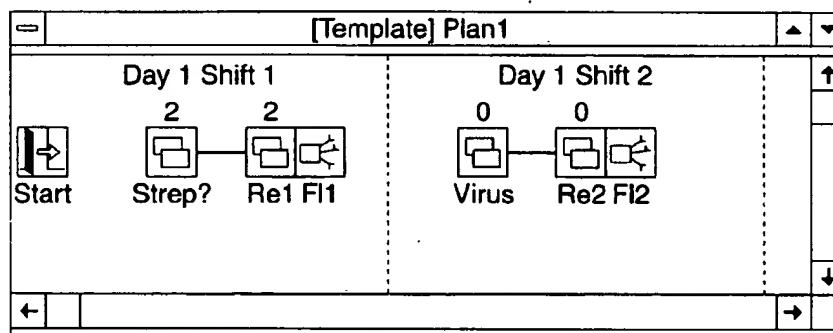 [Template] Plan1
Day 1 Shift 1 Day 1 Shift 2
2 2 0 0
Start Strep? Re1 Fl1 Virus Re2 Fl2